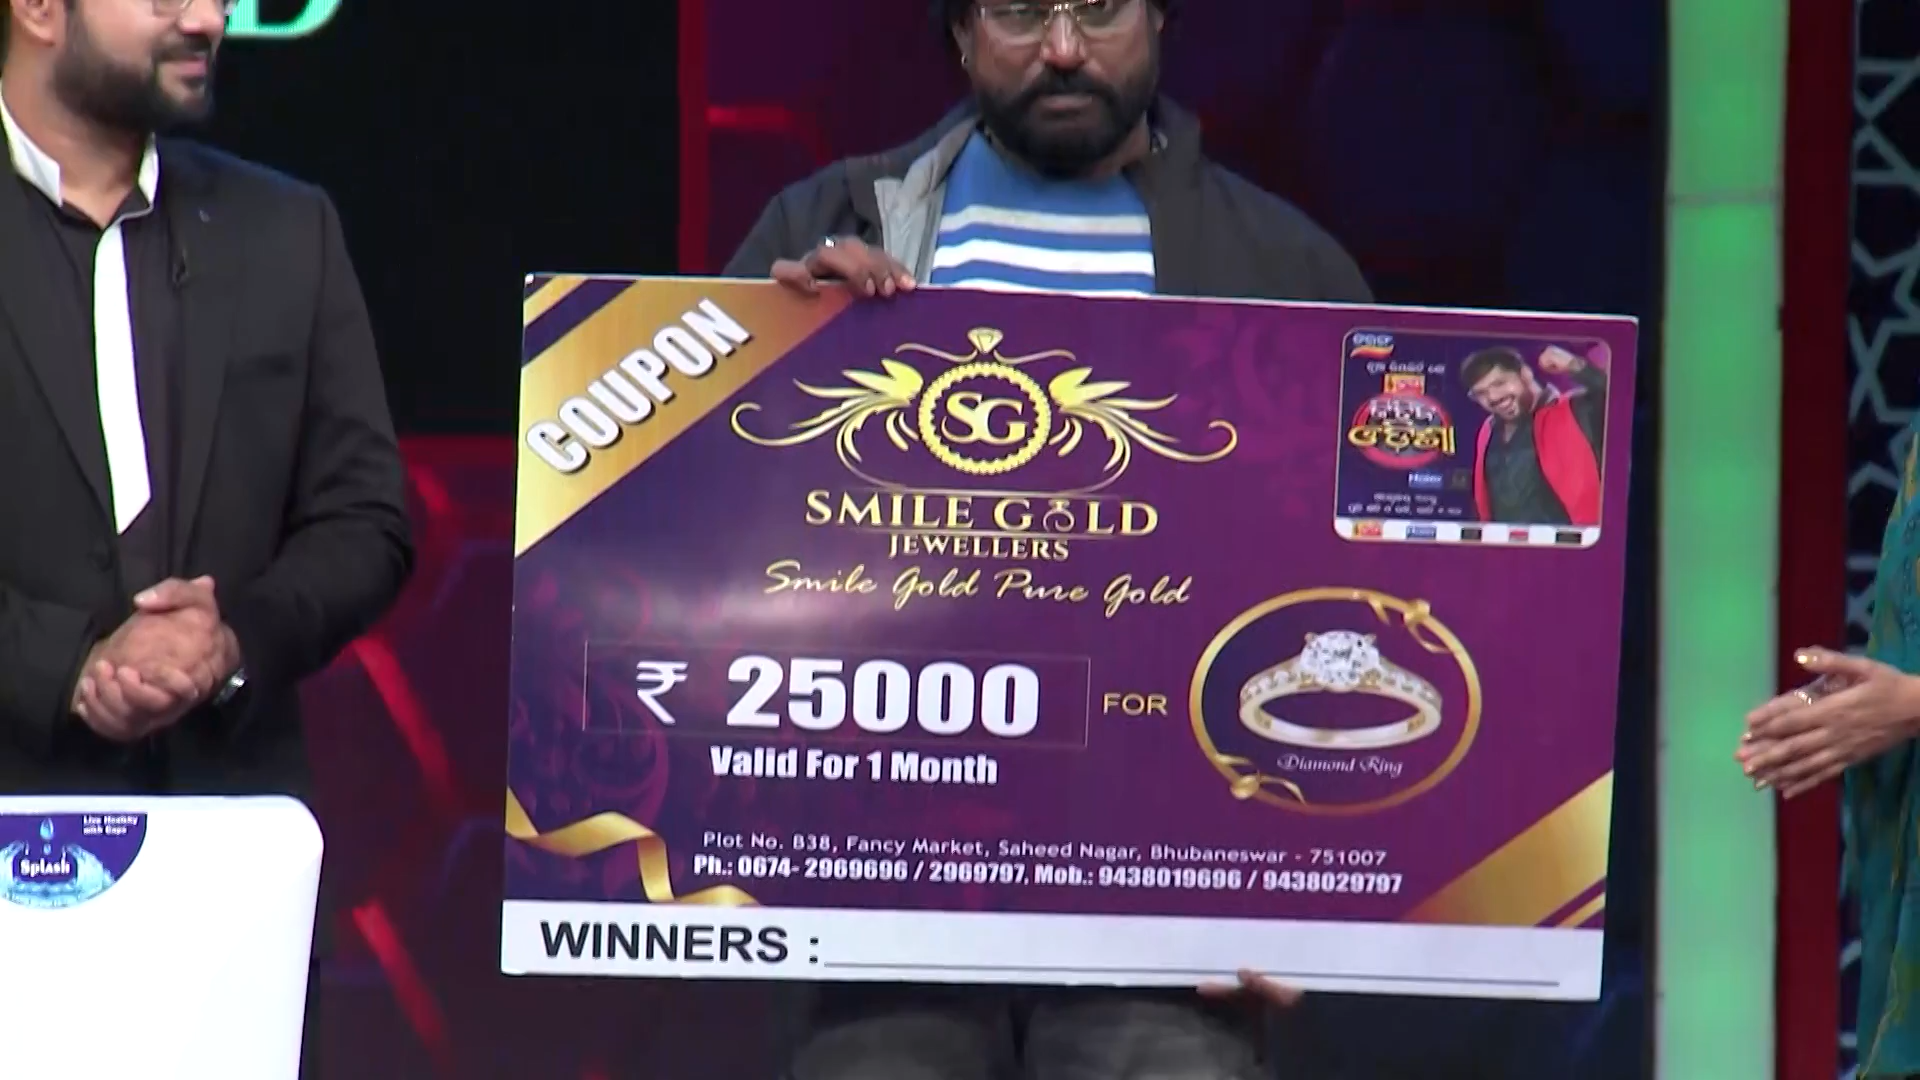 D
COUPON
SG
SMILE GOLD
JEWELLERS
Smile Gold Pure Gold
₹ 25000
FOR
Valid For 1 Month
Diamond Ring
Plot No. B38, Fancy Market, Saheed Nagar, Bhubaneswar - 751007
Ph.: 0674- 2969696 / 2969797, Mob.: 9438019696 / 9438029797
WINNERS :
Live Healthy
with Gaps
Splash